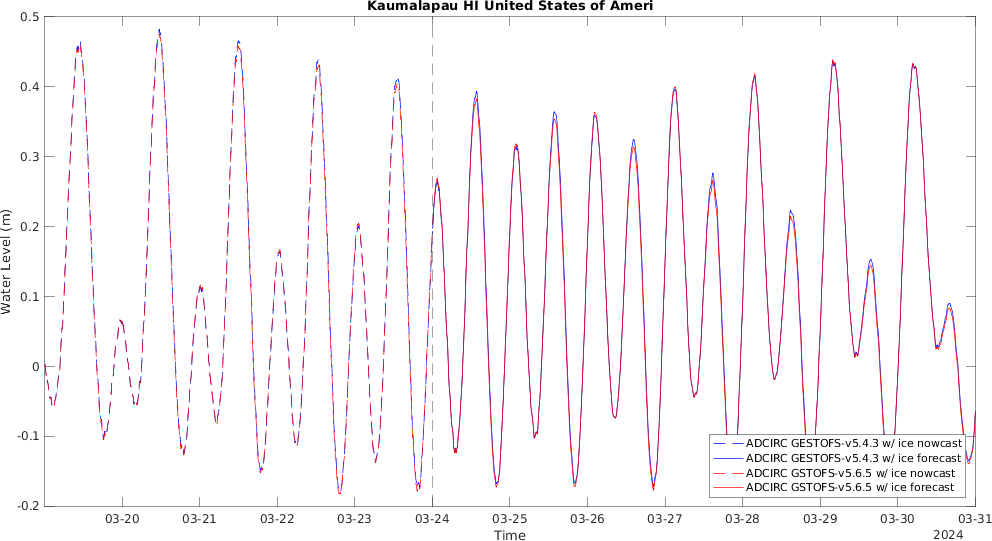 Kaumalapau HI United States of Ameri
0.5
0.4
0.3
0.2
0.1
0
-0.1
-0.2
Water Level (m)
ADCIRC GESTOFS-v5.4.3 w/ ice nowcast
ADCIRC GESTOFS-v5.4.3 w/ ice forecast
ADCIRC GSTOFS-v5.6.5 w/ ice nowcast
ADCIRC GSTOFS-v5.6.5 w/ ice forecast
03-20 03-21 03-22 03-23 03-24 03-25 03-26 03-27 03-28 03-29 03-30 03-31
Time
2024